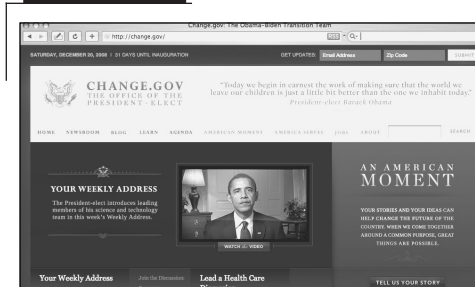 Change.gov: The Obama-Biden Transition Team
http://change.gov/
RSS
Q-
SATURDAY, DECEMBER 20, 2008 | 31 DAYS UNTIL INAUGURATION
GET UPDATES: Email Address Zip Code SUBMIT
CHANGE.GOV
THE OFFICE OF THE
PRESIDENT-ELECT
"Today we begin in earnest the work of making sure that the world we
leave our children is just a little bit better than the one we inhabit today."
President-elect Barack Obama
HOME NEWSROOM BLOG LEARN AGENDA AMERICAN MOMENT AMERICA SERVES JOBS ABOUT SEARCH
YOUR WEEKLY ADDRESS
The President-elect introduces leading
members of his science and technology
team in this week's Weekly Address.
WATCH THE VIDEO
AN AMERICAN
MOMENT
YOUR STORIES AND YOUR IDEAS CAN
HELP CHANGE THE FUTURE OF THE
COUNTRY. WHEN WE COME TOGETHER
AROUND A COMMON PURPOSE, GREAT
THINGS ARE POSSIBLE.
TELL US YOUR STORY
Your Weekly Address
Join the Discussion:
Lead a Health Care
Discussion